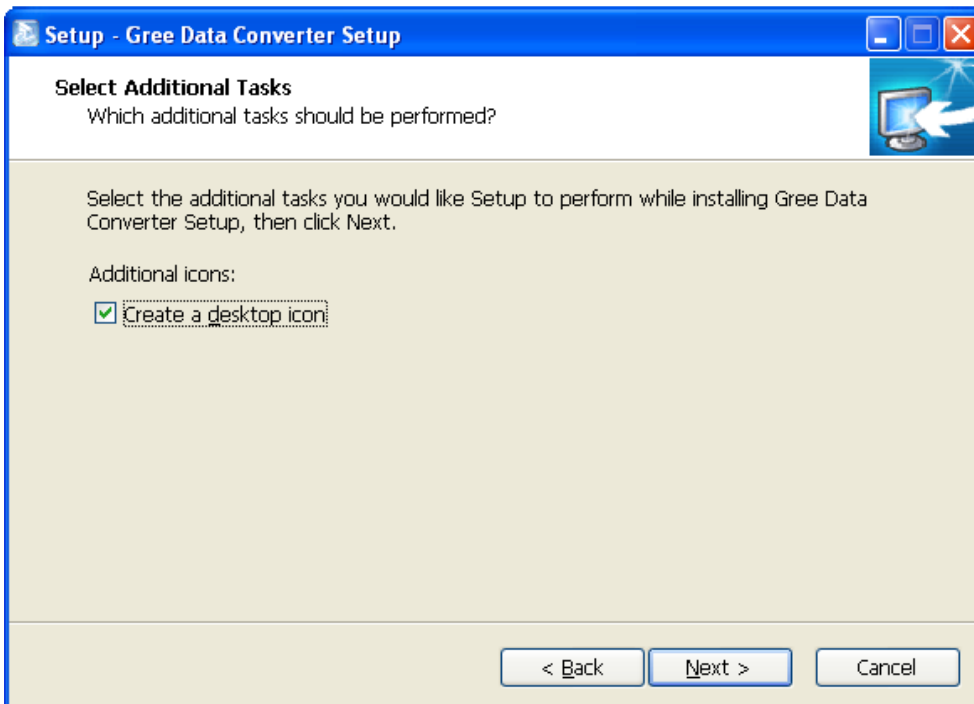 Setup - Gree Data Converter Setup
Select Additional Tasks
Which additional tasks should be performed?
Select the additional tasks you would like Setup to perform while installing Gree Data
Converter Setup, then click Next.
Additional icons:
Create a desktop icon
< Back Next > Cancel